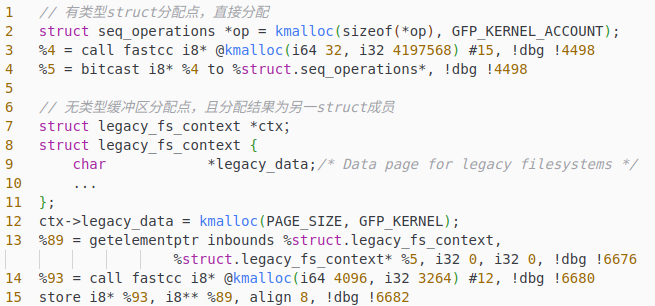 1 // 有类型struct分配点，直接分配
2 struct seq_operations *op = kmalloc(sizeof(*op), GFP_KERNEL_ACCOUNT);
3 %4 = call fastcc i8* @kmalloc(i64 32, i32 4197568) #15, !dbg !4498
4 %5 = bitcast i8* %4 to %struct.seq_operations*, !dbg !4498
5
6 // 无类型缓冲区分配点，且分配结果为另一struct成员
7 struct legacy_fs_context *ctx;
8 struct legacy_fs_context {
9     char            *legacy_data;/* Data page for legacy filesystems */
10     ...
11 };
12 ctx->legacy_data = kmalloc(PAGE_SIZE, GFP_KERNEL);
13 %89 = getelementptr inbounds %struct.legacy_fs_context,
                %struct.legacy_fs_context* %5, i32 0, i32 0, !dbg !6676
14 %93 = call fastcc i8* @kmalloc(i64 4096, i32 3264) #12, !dbg !6680
15 store i8* %93, i8** %89, align 8, !dbg !6682